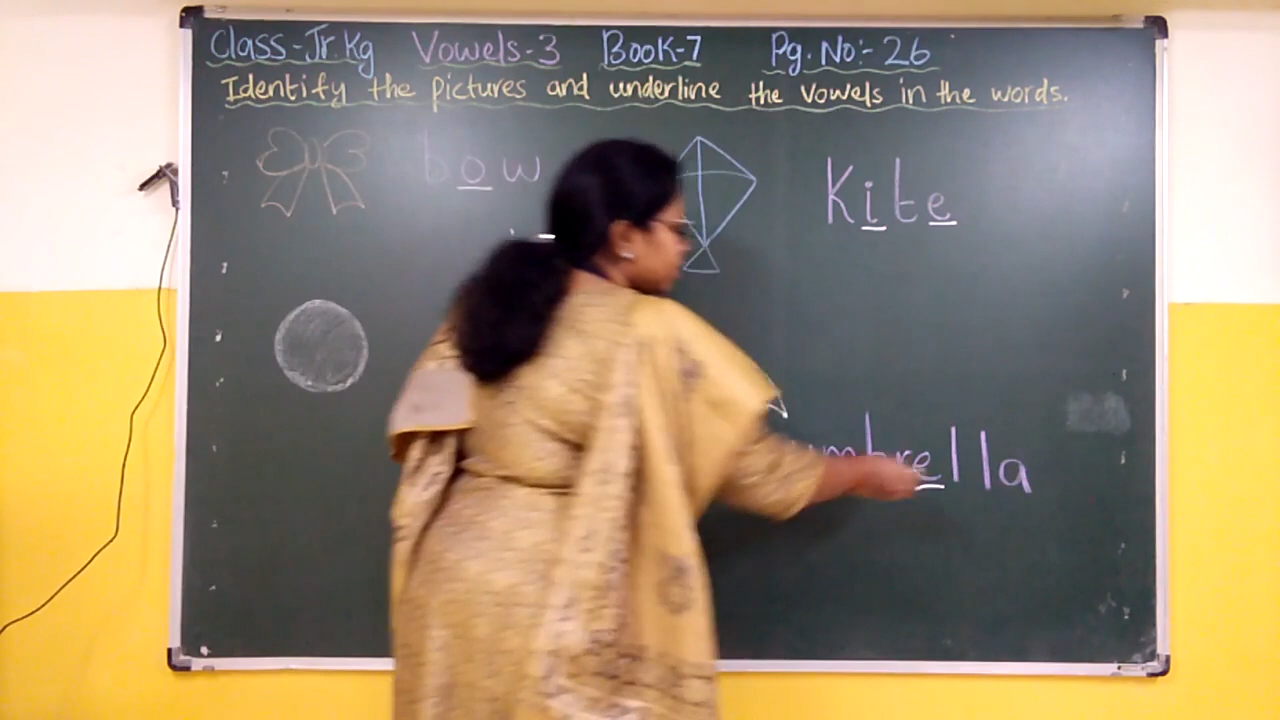 Class-Jr.Kg Vowels-3 Book-7 Pg.No:-26
Identify the pictures and underline the vowels in the words.
bow
Kite
umbrella